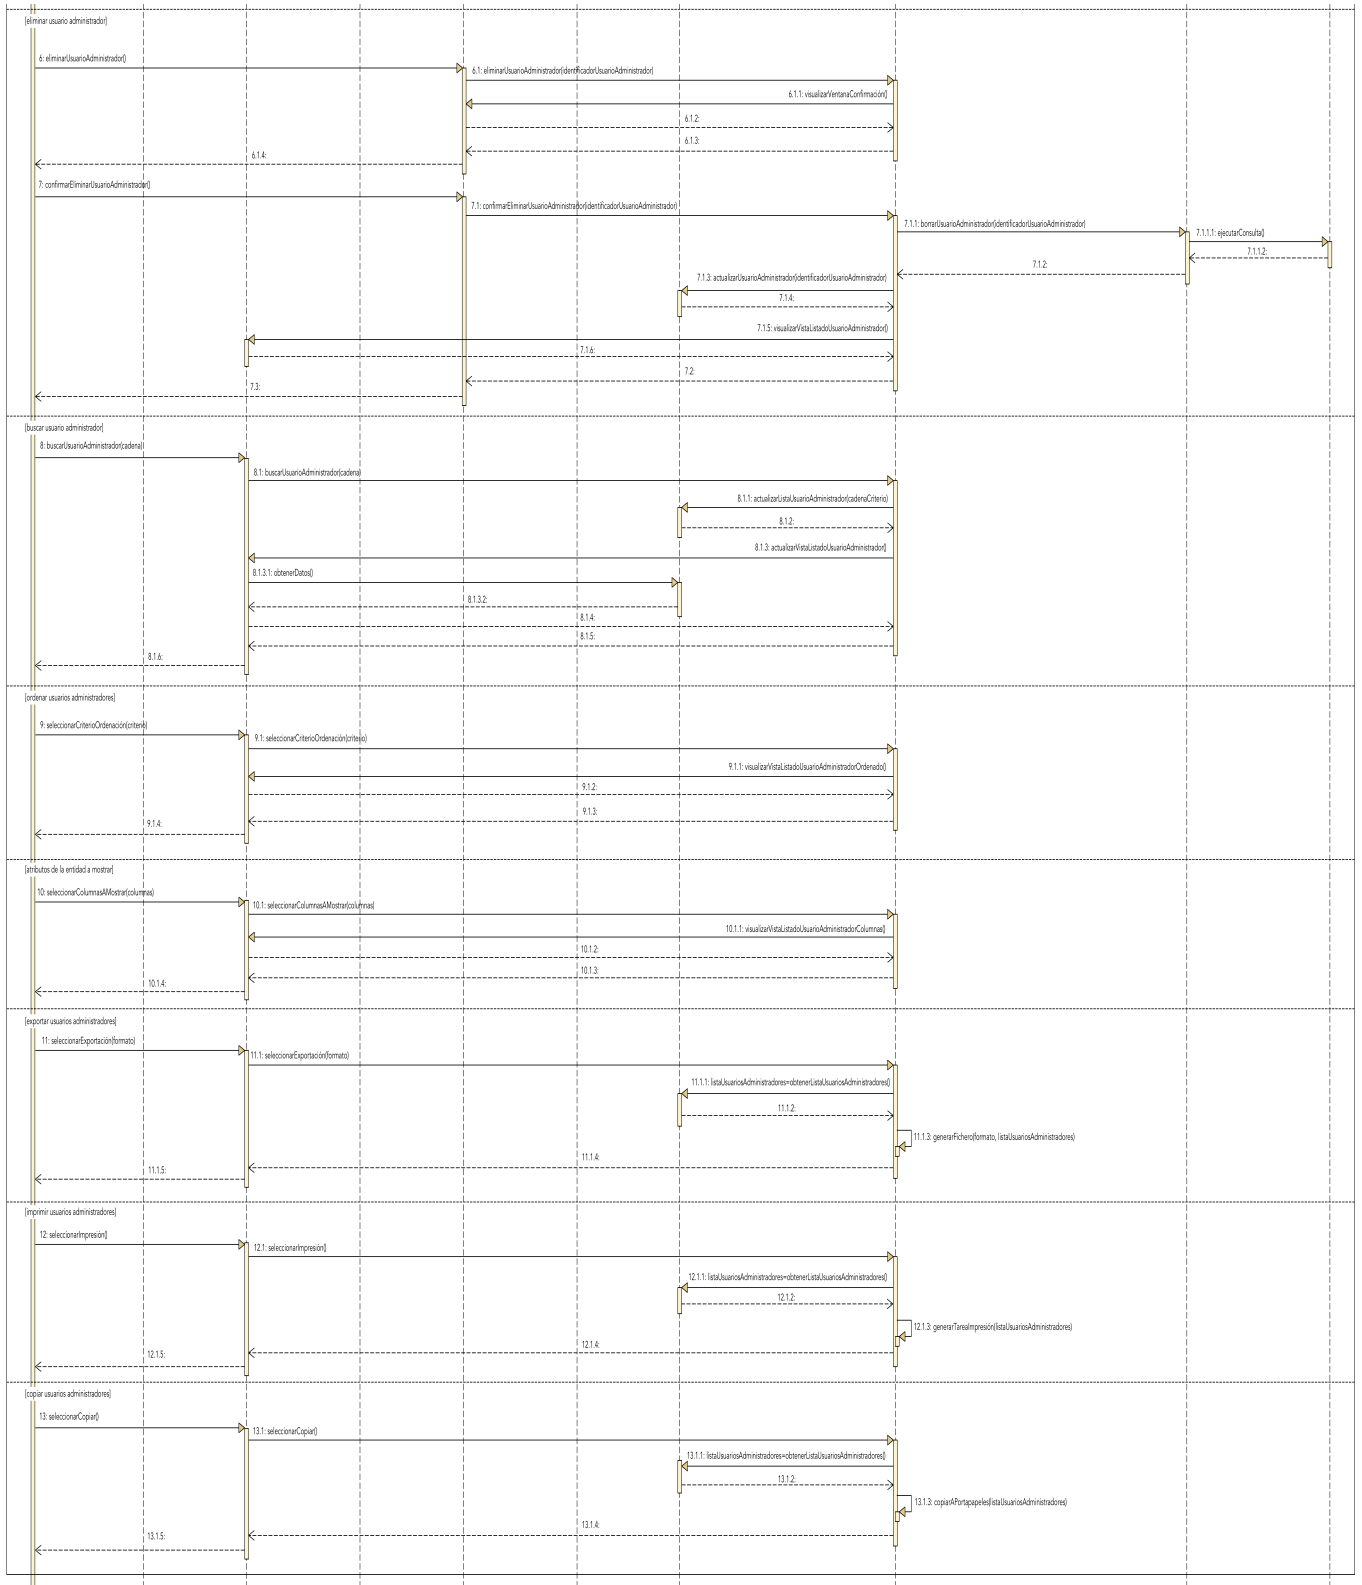 [eliminar usuario administrador]
6: eliminarUsuarioAdministrador()
6.1: eliminarUsuarioAdministrador(identificadorUsuarioAdministrador)
6.1.1: visualizarVentanaConfirmación()
6.1.2:
6.1.3:
6.1.4:
7: confirmarEliminarUsuarioAdministrador()
7.1: confirmarEliminarUsuarioAdministrador(identificadorUsuarioAdministrador)
7.1.1: borrarUsuarioAdministrador(identificadorUsuarioAdministrador)
7.1.1.1: ejecutarConsulta()
7.1.1.2:
7.1.2:
7.1.3: actualizarUsuarioAdministrador(identificadorUsuarioAdministrador)
7.1.4:
7.1.5: visualizarVistaListadoUsuarioAdministrador()
7.1.6:
7.2:
7.3:
[buscar usuario administrador]
8: buscarUsuarioAdministrador(cadena)
8.1: buscarUsuarioAdministrador(cadena)
8.1.1: actualizarListaUsuarioAdministrador(cadenaCriterio)
8.1.2:
8.1.3: actualizarVistaListadoUsuarioAdministrador()
8.1.3.1: obtenerDatos()
8.1.3.2:
8.1.4:
8.1.5:
8.1.6:
[ordenar usuarios administradores]
9: seleccionarCriterioOrdenación(criterio)
9.1: seleccionarCriterioOrdenación(criterio)
9.1.1: visualizarVistaListadoUsuarioAdministradorOrdenado()
9.1.2:
9.1.3:
9.1.4:
[atributos de la entidad a mostrar]
10: seleccionarColumnasAMostrar(columnas)
10.1: seleccionarColumnasAMostrar(columnas)
10.1.1: visualizarVistaListadoUsuarioAdministradorColumnas()
10.1.2:
10.1.3:
10.1.4:
[exportar usuarios administradores]
11: seleccionarExportación(formato)
11.1: seleccionarExportación(formato)
11.1.1: listaUsuariosAdministradores=obtenerListaUsuariosAdministradores()
11.1.2:
11.1.3: generarFichero(formato, listaUsuariosAdministradores)
11.1.4:
11.1.5:
[imprimir usuarios administradores]
12: seleccionarImpresión()
12.1: seleccionarImpresión()
12.1.1: listaUsuariosAdministradores=obtenerListaUsuariosAdministradores()
12.1.2:
12.1.3: generarTareaImpresión(listaUsuariosAdministradores)
12.1.4:
12.1.5:
[copiar usuarios administradores]
13: seleccionarCopiar()
13.1: seleccionarCopiar()
13.1.1: listaUsuariosAdministradores=obtenerListaUsuariosAdministradores()
13.1.2:
13.1.3: copiarAPortapapeles(listaUsuariosAdministradores)
13.1.4:
13.1.5: